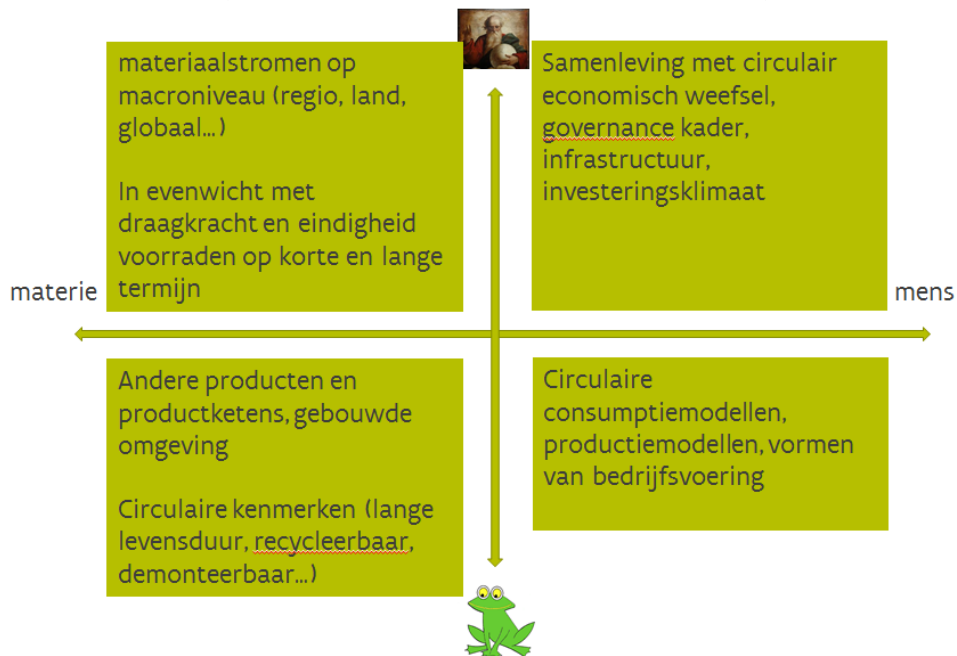 materiaalstromen op
macroniveau (regio, land,
globaal...)
In evenwicht met
draagkracht en eindigheid
voorraden op korte en lange
termijn
Samenleving met circulair
economisch weefsel,
governance kader,
infrastructuur,
investeringsklimaat
materie
mens
Andere producten en
productketens, gebouwde
omgeving
Circulaire kenmerken (lange
levensduur, recycleerbaar,
demonteerbaar...)
Circulaire
consumptiemodellen,
productiemodellen, vormen
van bedrijfsvoering